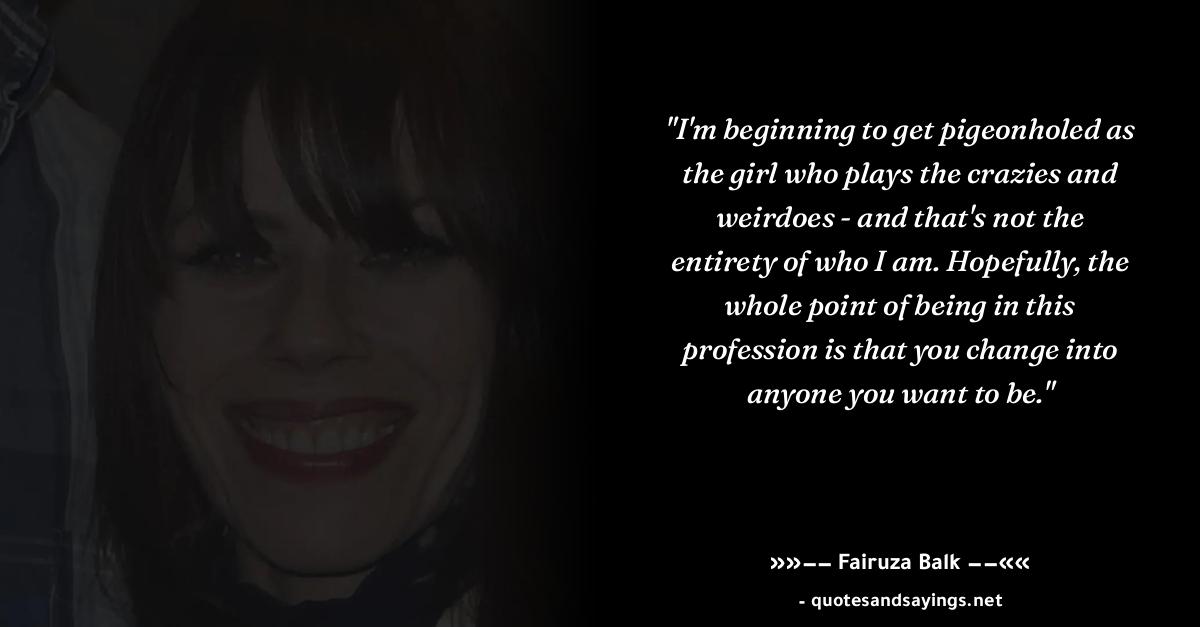 "I'm beginning to get pigeonholed as
the girl who plays the crazies and
weirdoes - and that's not the
entirety of who I am. Hopefully, the
whole point of being in this
profession is that you change into
anyone you want to be."
»»−− Fairuza Balk −−««
- quotesandsayings.net